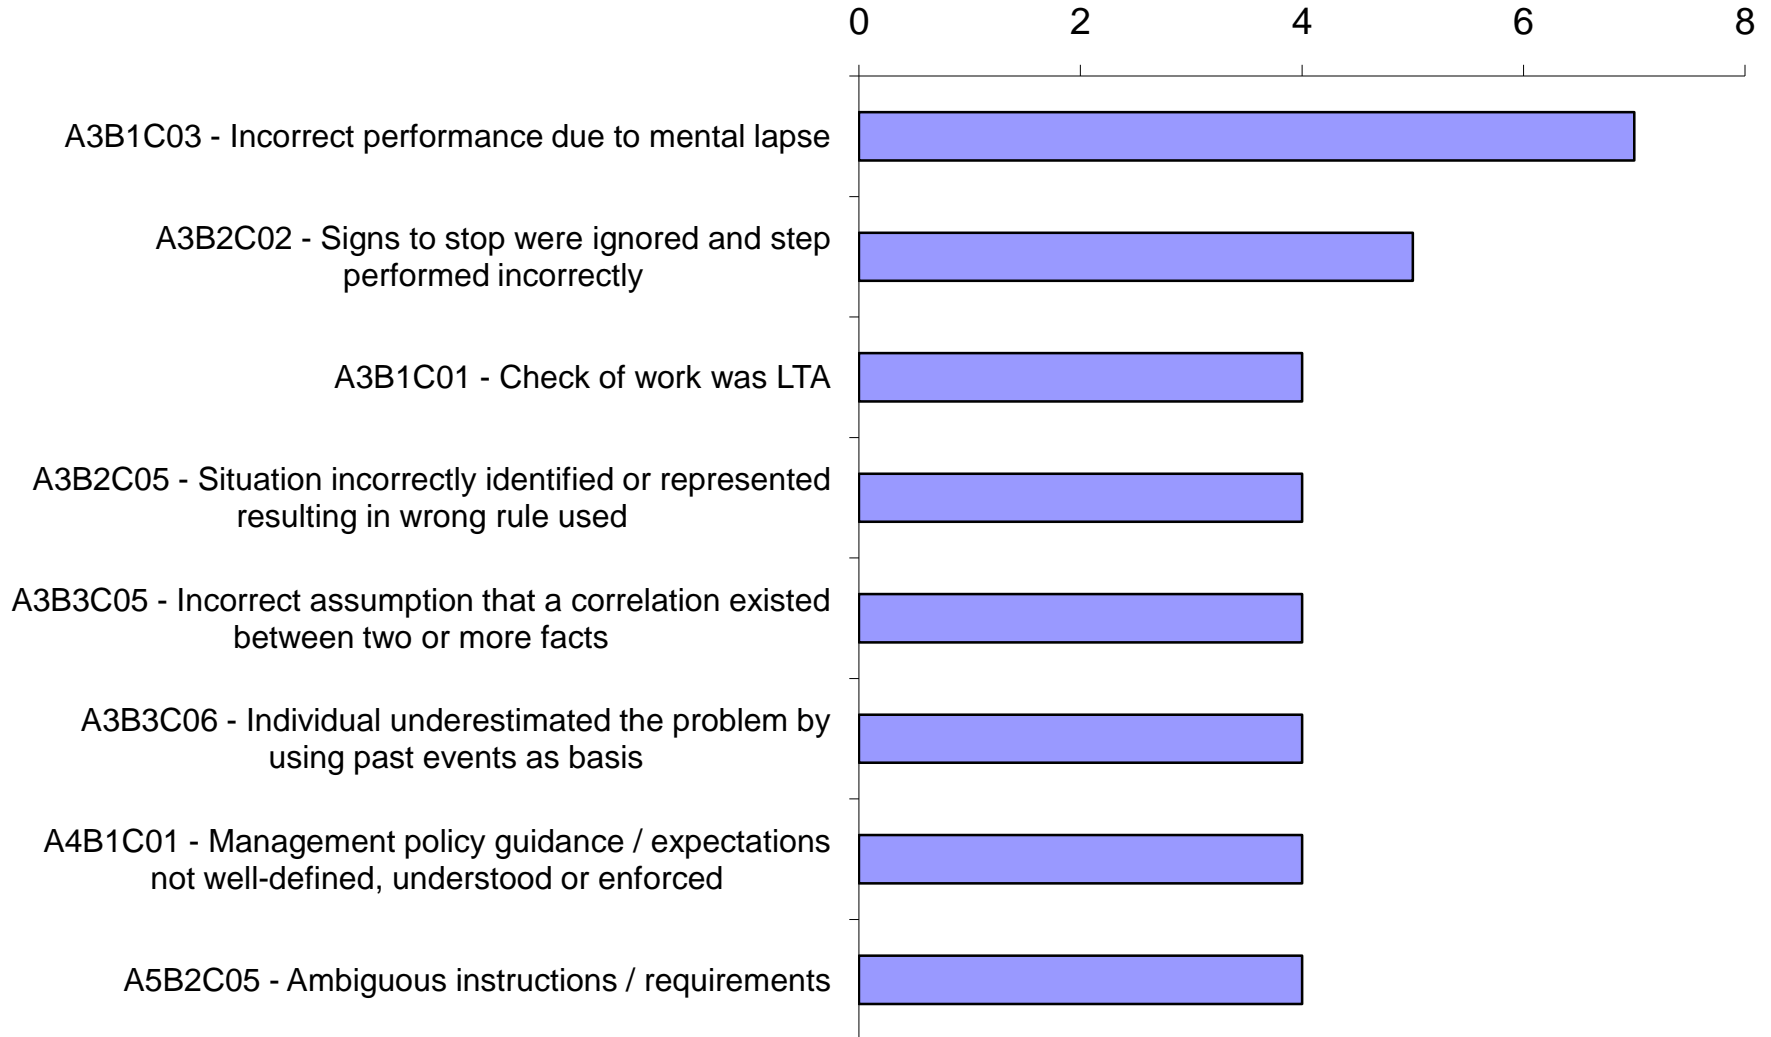 0 2 4 6 8
A3B1C03 - Incorrect performance due to mental lapse
A3B2C02 - Signs to stop were ignored and step
performed incorrectly
A3B1C01 - Check of work was LTA
A3B2C05 - Situation incorrectly identified or represented
resulting in wrong rule used
A3B3C05 - Incorrect assumption that a correlation existed
between two or more facts
A3B3C06 - Individual underestimated the problem by
using past events as basis
A4B1C01 - Management policy guidance / expectations
not well-defined, understood or enforced
A5B2C05 - Ambiguous instructions / requirements